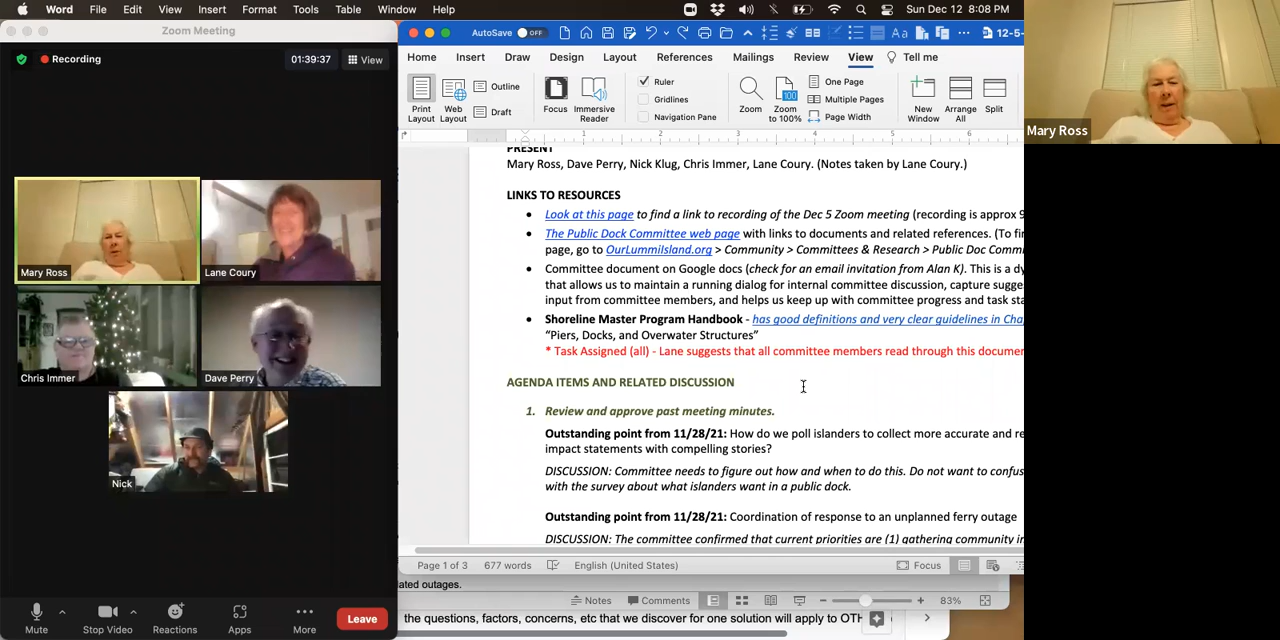 Word File Edit View Insert Format Tools Table Window Help
Sun Dec 12 8:08 PM
Zoom Meeting
Recording
01:39:37
View
Mary Ross
Lane Coury
Chris Immer
Dave Perry
Nick
Mute
Stop Video
Reactions
Apps
More
Leave
AutoSave OFF
12-5-
Home Insert Draw Design Layout References Mailings Review View Tell me
Print Layout
Web Layout
Outline
Draft
Focus
Immersive Reader
Ruler
Gridlines
Navigation Pane
Zoom
Zoom to 100%
100
One Page
Multiple Pages
Page Width
New Window
Arrange All
Split
1 2 3 4 5 6
PRESENT
Mary Ross, Dave Perry, Nick Klug, Chris Immer, Lane Coury. (Notes taken by Lane Coury.)
LINKS TO RESOURCES
• Look at this page to find a link to recording of the Dec 5 Zoom meeting (recording is approx 9
• The Public Dock Committee web page with links to documents and related references. (To fi
page, go to OurLummiIsland.org > Community > Committees & Research > Public Doc Comm
• Committee document on Google docs (check for an email invitation from Alan K). This is a dy
that allows us to maintain a running dialog for internal committee discussion, capture sugge
input from committee members, and helps us keep up with committee progress and task sta
• Shoreline Master Program Handbook - has good definitions and very clear guidelines in Cha
"Piers, Docks, and Overwater Structures"
* Task Assigned (all) - Lane suggests that all committee members read through this docume
AGENDA ITEMS AND RELATED DISCUSSION
1. Review and approve past meeting minutes.
Outstanding point from 11/28/21: How do we poll islanders to collect more accurate and re
impact statements with compelling stories?
DISCUSSION: Committee needs to figure out how and when to do this. Do not want to confus
with the survey about what islanders want in a public dock.
Outstanding point from 11/28/21: Coordination of response to an unplanned ferry outage
DISCUSSION: The committee confirmed that current priorities are (1) gathering community in
Page 1 of 3 677 words English (United States) Focus
lated outages.
Notes Comments 83%
the questions, factors, concerns, etc that we discover for one solution will apply to OTH
Mary Ross